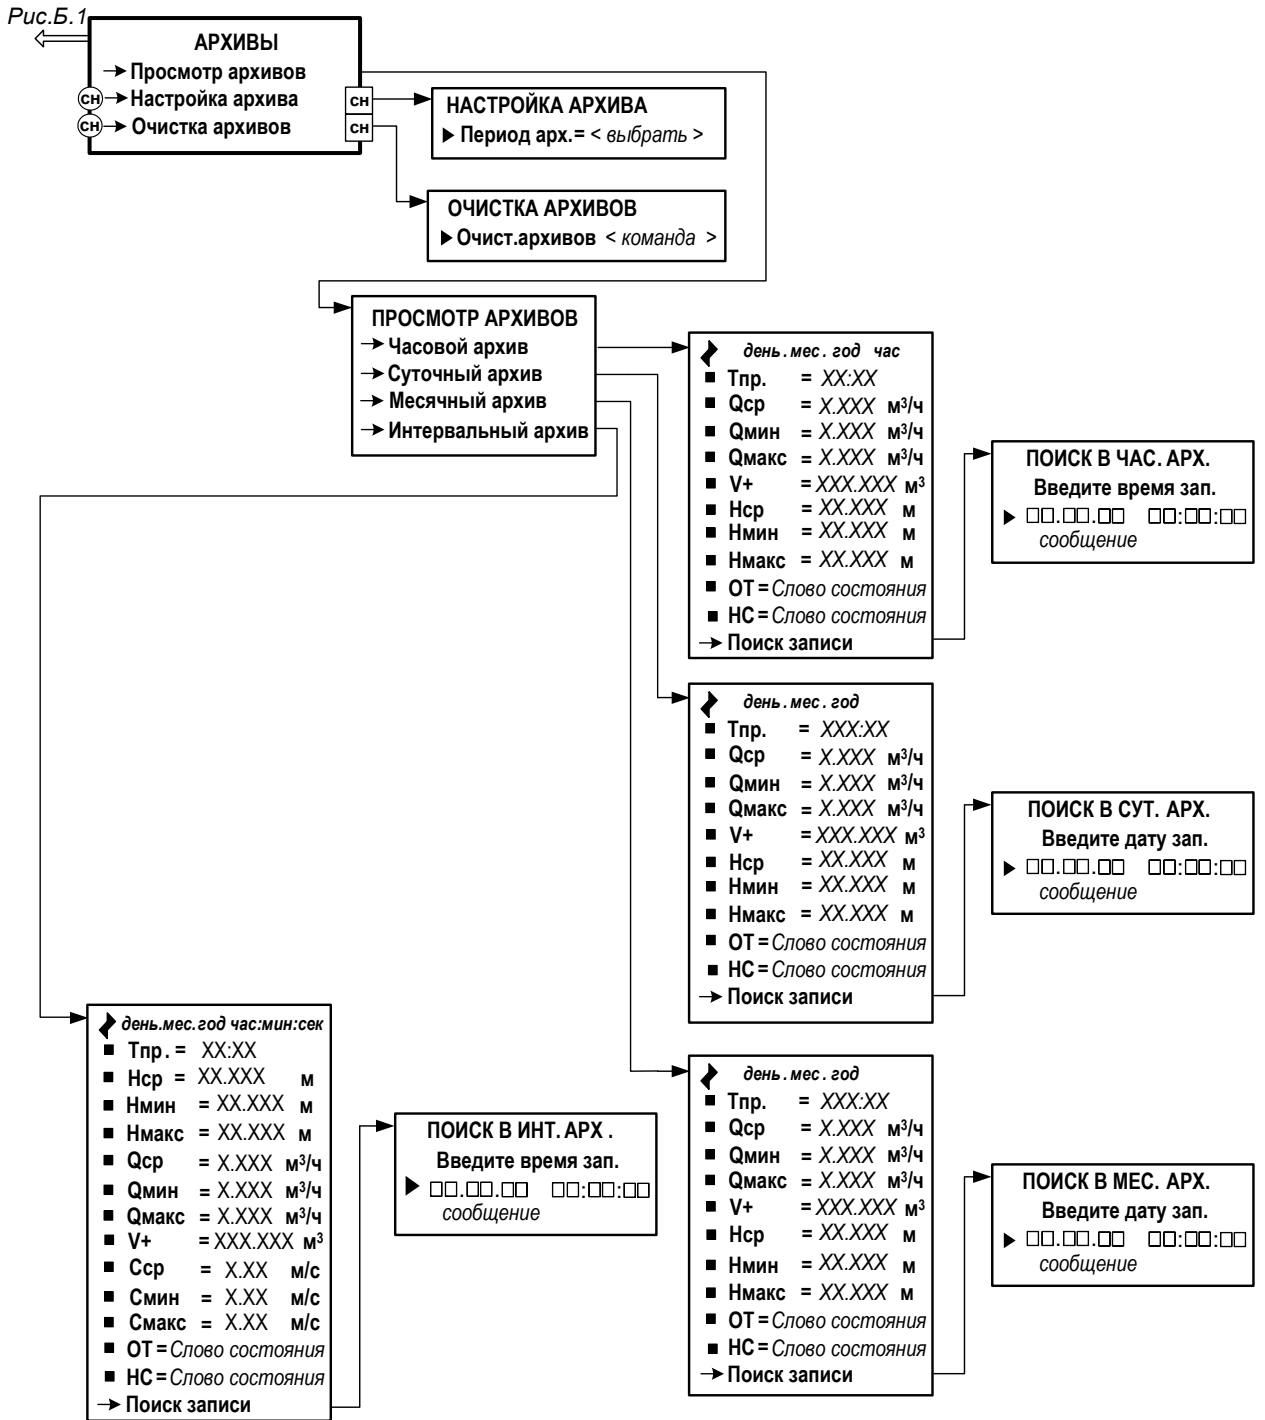 Рис.Б.1
АРХИВЫ
Просмотр архивов
СН Настройка архива СН
СН Очистка архивов СН
НАСТРОЙКА АРХИВА
Период арх.= < выбрать >
ОЧИСТКА АРХИВОВ
Очист.архивов < команда >
ПРОСМОТР АРХИВОВ
Часовой архив
Суточный архив
Месячный архив
Интервальный архив
день.мес. год час
Тпр. = XX:XX
Qср = X.XXX м³/ч
Qмин = X.XXX м³/ч
Qмакс = X.XXX м³/ч
V+ =XXX.XXX м³
Нср = XX.XXX м
Нмин = XX.XXX м
Нмакс = XX.XXX м
ОТ=Слово состояния
НС=Слово состояния
Поиск записи
ПОИСК В ЧАС. АРХ.
Введите время зап.
□□.□□.□□ □□:□□:□□
сообщение
день.мес. год
Тпр. = XXX:XX
Qср = X.XXX м³/ч
Qмин = X.XXX м³/ч
Qмакс = X.XXX м³/ч
V+ =XXX.XXX м³
Нср = XX.XXX м
Нмин = XX.XXX м
Нмакс = XX.XXX м
ОТ=Слово состояния
НС=Слово состояния
Поиск записи
ПОИСК В СУТ. АРХ.
Введите дату зап.
□□.□□.□□ □□:□□:□□
сообщение
день.мес. год
Тпр. = XXX:XX
Qср = X.XXX м³/ч
Qмин = X.XXX м³/ч
Qмакс = X.XXX м³/ч
V+ =XXX.XXX м³
Нср = XX.XXX м
Нмин = XX.XXX м
Нмакс = XX.XXX м
ОТ=Слово состояния
НС=Слово состояния
Поиск записи
ПОИСК В МЕС. АРХ.
Введите дату зап.
□□.□□.□□ □□:□□:□□
сообщение
день.мес.год час:мин:сек
Тпр. = XX:XX
Нср = XX.XXX м
Нмин = XX.XXX м
Нмакс = XX.XXX м
Qср = X.XXX м³/ч
Qмин = X.XXX м³/ч
Qмакс = X.XXX м³/ч
V+ =XXX.XXX м³
Сср = X.XX м/с
Смин = X.XX м/с
Смакс = X.XX м/с
ОТ=Слово состояния
НС=Слово состояния
Поиск записи
ПОИСК В ИНТ. АРХ .
Введите время зап.
□□.□□.□□ □□:□□:□□
сообщение